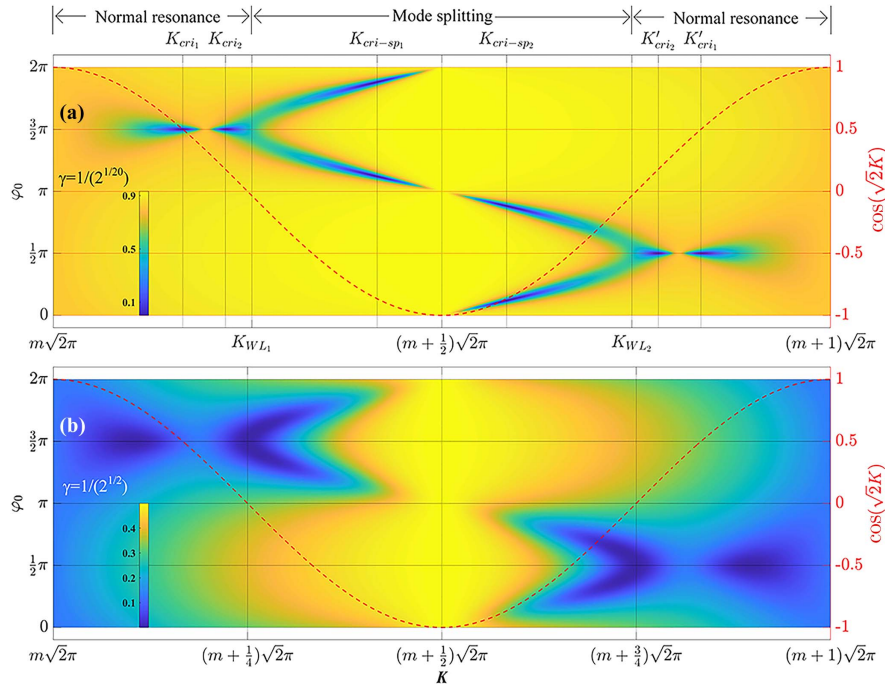 Normal resonance Mode splitting Normal resonance
K_{cri_1} K_{cri_2} K_{cri-sp_1} K_{cri-sp_2} K'_{cri_2} K'_{cri_1}
2π 1
(a)
3/2π 0.5
γ=1/(2^{1/20})
0.9
φ_0 π 0 cos(√2K)
0.5
1/2π -0.5
0.1
0 -1
m√2π K_{WL_1} (m+1/2)√2π K_{WL_2} (m+1)√2π
2π 1
(b)
3/2π 0.5
γ=1/(2^{1/2})
φ_0 π 0 cos(√2K)
0.4
0.3
1/2π -0.5
0.2
0.1
0 -1
m√2π (m+1/4)√2π (m+1/2)√2π (m+3/4)√2π (m+1)√2π
K